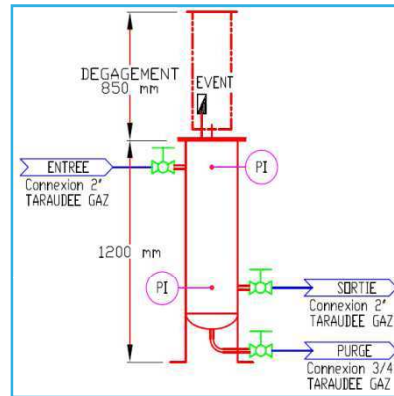 DEGAGEMENT
850 mm
EVENT
ENTREE
Connexion 2"
TARAUDEE GAZ
PI
1200 mm
PI
SORTIE
Connexion 2"
TARAUDEE GAZ
PURGE
Connexion 3/4
TARAUDEE GAZ